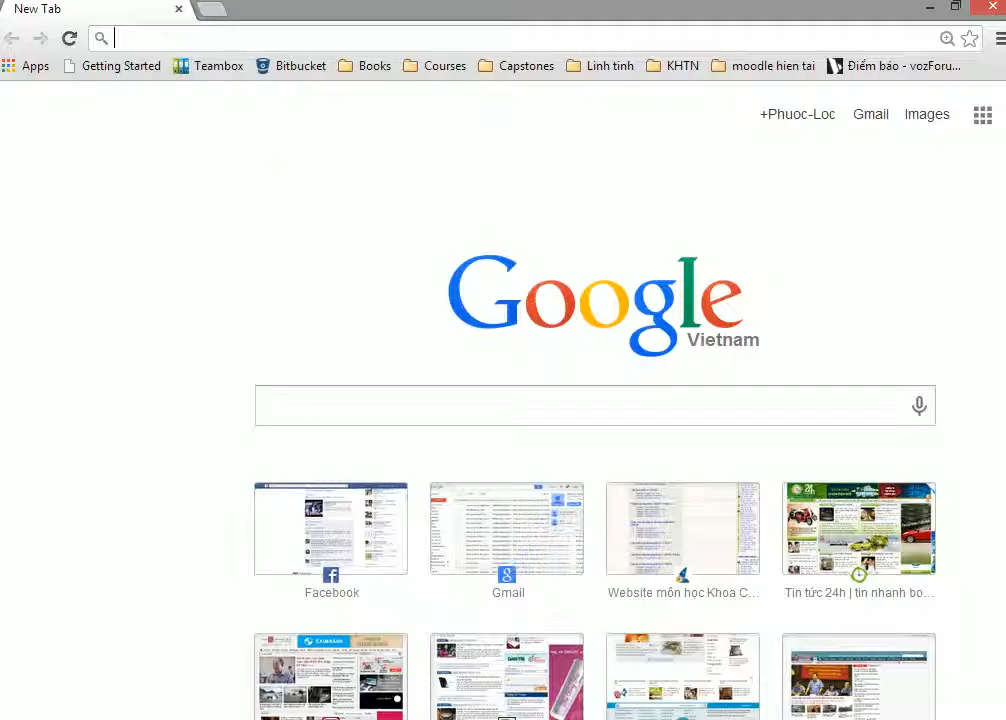 New Tab
Apps Getting Started Teambox Bitbucket Books Courses Capstones Linh tinh KHTN moodle hien tai Điểm báo - vozForu...
+Phuoc-Loc Gmail Images
Google
Vietnam
Facebook Gmail Website môn học Khoa C... Tin tức 24h | tin nhanh bo...